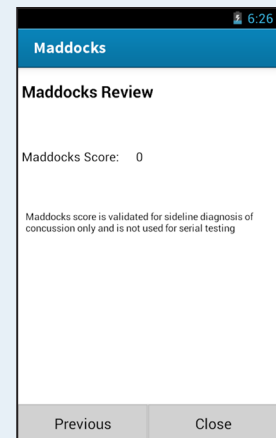 6:26
Maddocks
Maddocks Review
Maddocks Score: 0
Maddocks score is validated for sideline diagnosis of
concussion only and is not used for serial testing
Previous Close